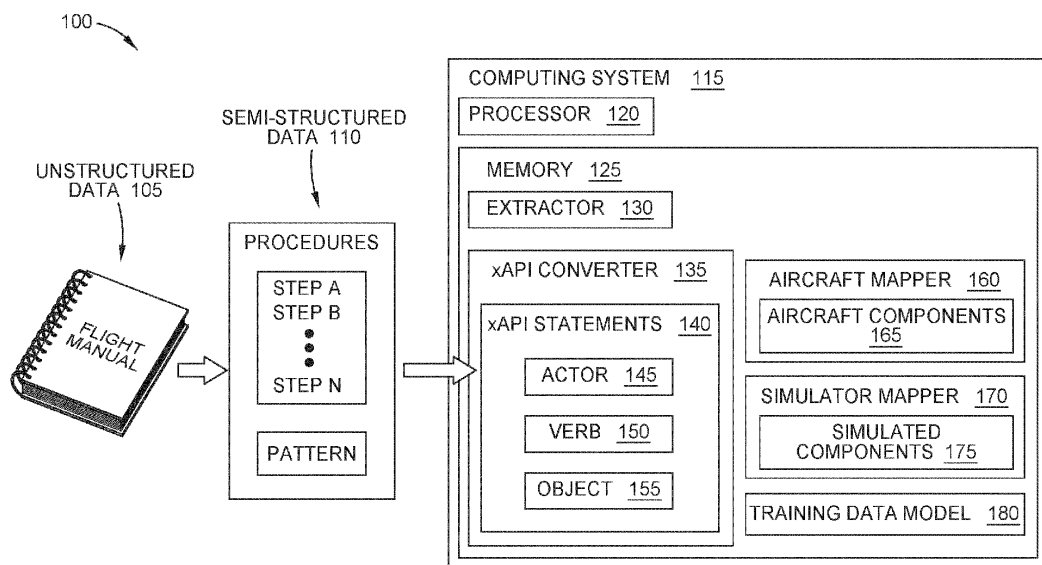 100
UNSTRUCTURED
DATA 105
FLIGHT
MANUAL
SEMI-STRUCTURED
DATA 110
PROCEDURES
STEP A
STEP B
STEP N
PATTERN
COMPUTING SYSTEM 115
PROCESSOR 120
MEMORY 125
EXTRACTOR 130
xAPI CONVERTER 135
xAPI STATEMENTS 140
ACTOR 145
VERB 150
OBJECT 155
AIRCRAFT MAPPER 160
AIRCRAFT COMPONENTS
165
SIMULATOR MAPPER 170
SIMULATED
COMPONENTS 175
TRAINING DATA MODEL 180